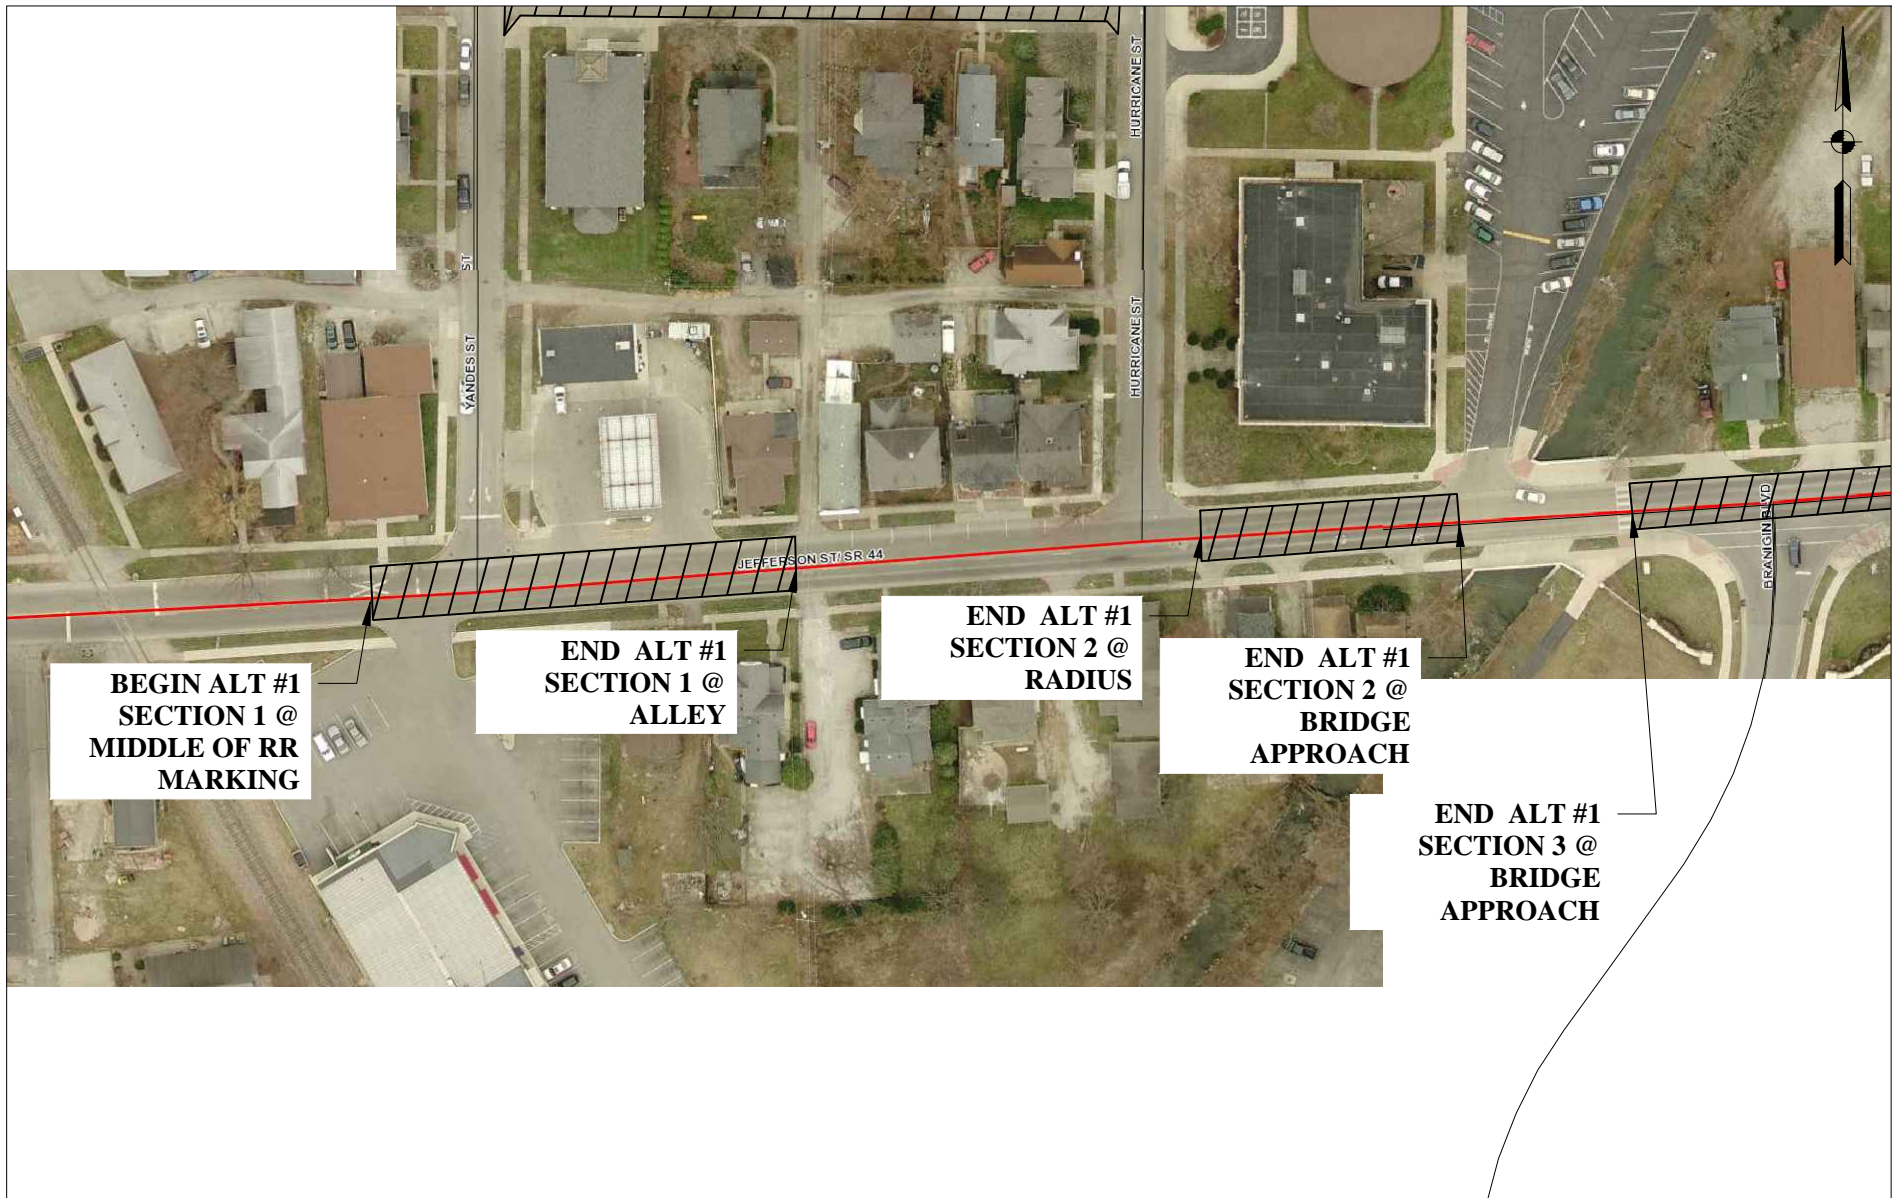 HURRICANE ST
ST
YANDES ST
HURRICANE ST
BRANIGIN BLVD
JEFFERSON ST/ SR 44
BEGIN ALT #1
SECTION 1 @
MIDDLE OF RR
MARKING
END ALT #1
SECTION 1 @
ALLEY
END ALT #1
SECTION 2 @
RADIUS
END ALT #1
SECTION 2 @
BRIDGE
APPROACH
END ALT #1
SECTION 3 @
BRIDGE
APPROACH